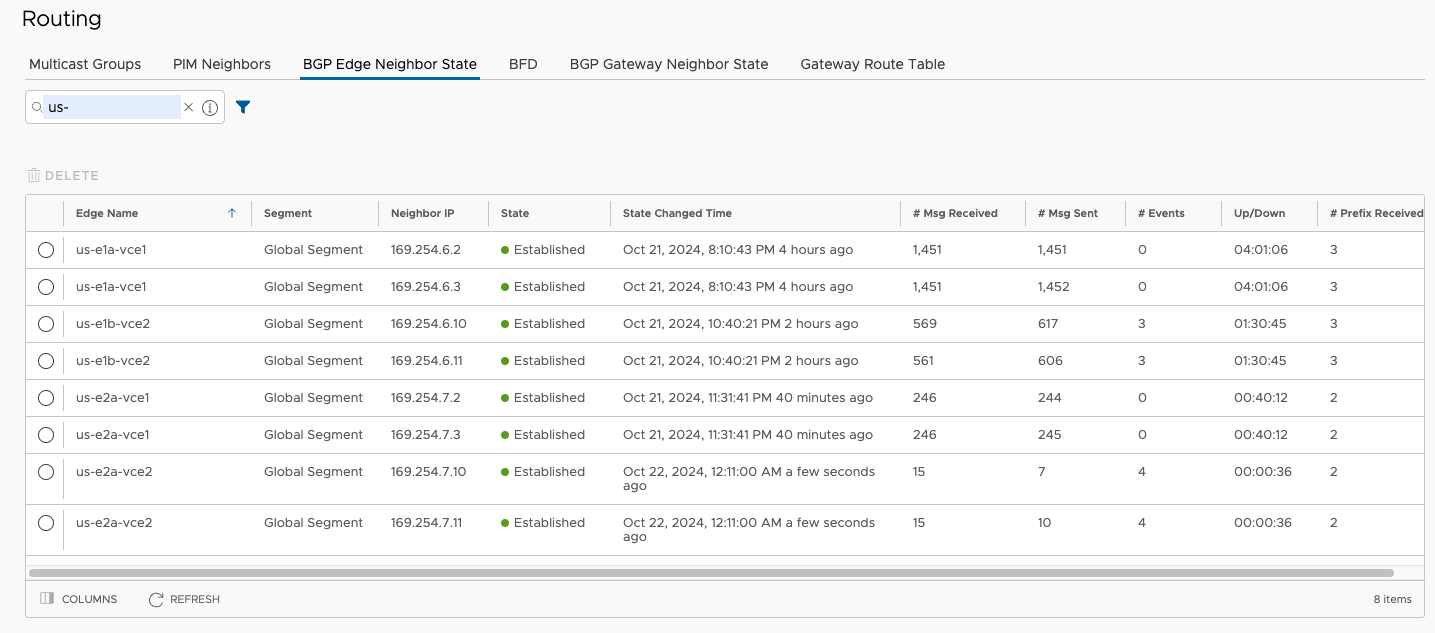 Routing
Multicast Groups PIM Neighbors BGP Edge Neighbor State BFD BGP Gateway Neighbor State Gateway Route Table
us-
DELETE
Edge Name Segment Neighbor IP State State Changed Time # Msg Received # Msg Sent # Events Up/Down # Prefix Received
us-e1a-vce1 Global Segment 169.254.6.2 Established Oct 21, 2024, 8:10:43 PM 4 hours ago 1,451 1,451 0 04:01:06 3
us-e1a-vce1 Global Segment 169.254.6.3 Established Oct 21, 2024, 8:10:43 PM 4 hours ago 1,451 1,452 0 04:01:06 3
us-e1b-vce2 Global Segment 169.254.6.10 Established Oct 21, 2024, 10:40:21 PM 2 hours ago 569 617 3 01:30:45 3
us-e1b-vce2 Global Segment 169.254.6.11 Established Oct 21, 2024, 10:40:21 PM 2 hours ago 561 606 3 01:30:45 3
us-e2a-vce1 Global Segment 169.254.7.2 Established Oct 21, 2024, 11:31:41 PM 40 minutes ago 246 244 0 00:40:12 2
us-e2a-vce1 Global Segment 169.254.7.3 Established Oct 21, 2024, 11:31:41 PM 40 minutes ago 246 245 0 00:40:12 2
us-e2a-vce2 Global Segment 169.254.7.10 Established Oct 22, 2024, 12:11:00 AM a few seconds 15 7 4 00:00:36 2
ago
us-e2a-vce2 Global Segment 169.254.7.11 Established Oct 22, 2024, 12:11:00 AM a few seconds 15 10 4 00:00:36 2
ago
COLUMNS REFRESH 8 items